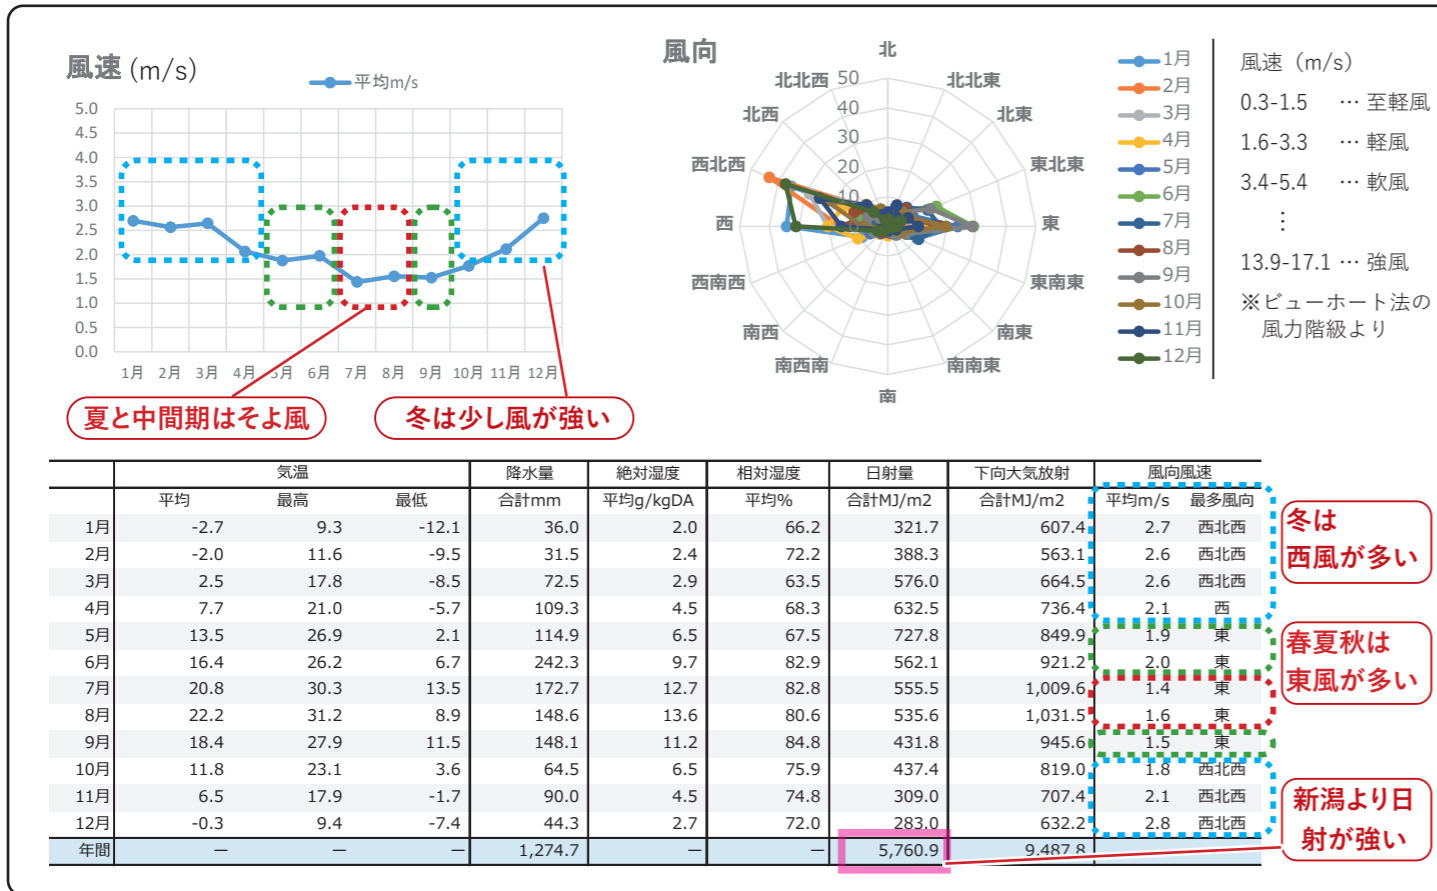 風速 (m/s)
平均m/s
5.0
4.5
4.0
3.5
3.0
2.5
2.0
1.5
1.0
0.5
0.0
1月 2月 3月 4月 5月 6月 7月 8月 9月 10月 11月 12月
夏と中間期はそよ風
冬は少し風が強い
風向
北
北北東
北東
東北東
東
東南東
南東
南南東
南
南西南
南西
西南西
西
西北西
北西
北北西
50
40
30
20
10
1月
2月
3月
4月
5月
6月
7月
8月
9月
10月
11月
12月
風速（m/s）
0.3-1.5 … 至軽風
1.6-3.3 … 軽風
3.4-5.4 … 軟風
⋮
13.9-17.1 … 強風
※ビューホート法の
風力階級より
気温 降水量 絶対湿度 相対湿度 日射量 下向大気放射 風向風速
平均 最高 最低 合計mm 平均g/kgDA 平均% 合計MJ/m2 合計MJ/m2 平均m/s 最多風向
1月 -2.7 9.3 -12.1 36.0 2.0 66.2 321.7 607.4 2.7 西北西
2月 -2.0 11.6 -9.5 31.5 2.4 72.2 388.3 563.1 2.6 西北西
3月 2.5 17.8 -8.5 72.5 2.9 63.5 576.0 664.5 2.6 西北西
4月 7.7 21.0 -5.7 109.3 4.5 68.3 632.5 736.4 2.1 西
5月 13.5 26.9 2.1 114.9 6.5 67.5 727.8 849.9 1.9 東
6月 16.4 26.2 6.7 242.3 9.7 82.9 562.1 921.2 2.0 東
7月 20.8 30.3 13.5 172.7 12.7 82.8 555.5 1,009.6 1.4 東
8月 22.2 31.2 8.9 148.6 13.6 80.6 535.6 1,031.5 1.6 東
9月 18.4 27.9 11.5 148.1 11.2 84.8 431.8 945.6 1.5 東
10月 11.8 23.1 3.6 64.5 6.5 75.9 437.4 819.0 1.8 西北西
11月 6.5 17.9 -1.7 90.0 4.5 74.8 309.0 707.4 2.1 西北西
12月 -0.3 9.4 -7.4 44.3 2.7 72.0 283.0 632.2 2.8 西北西
年間 — — — 1,274.7 — — 5,760.9 9,487.8
冬は
西風が多い
春夏秋は
東風が多い
新潟より日
射が強い